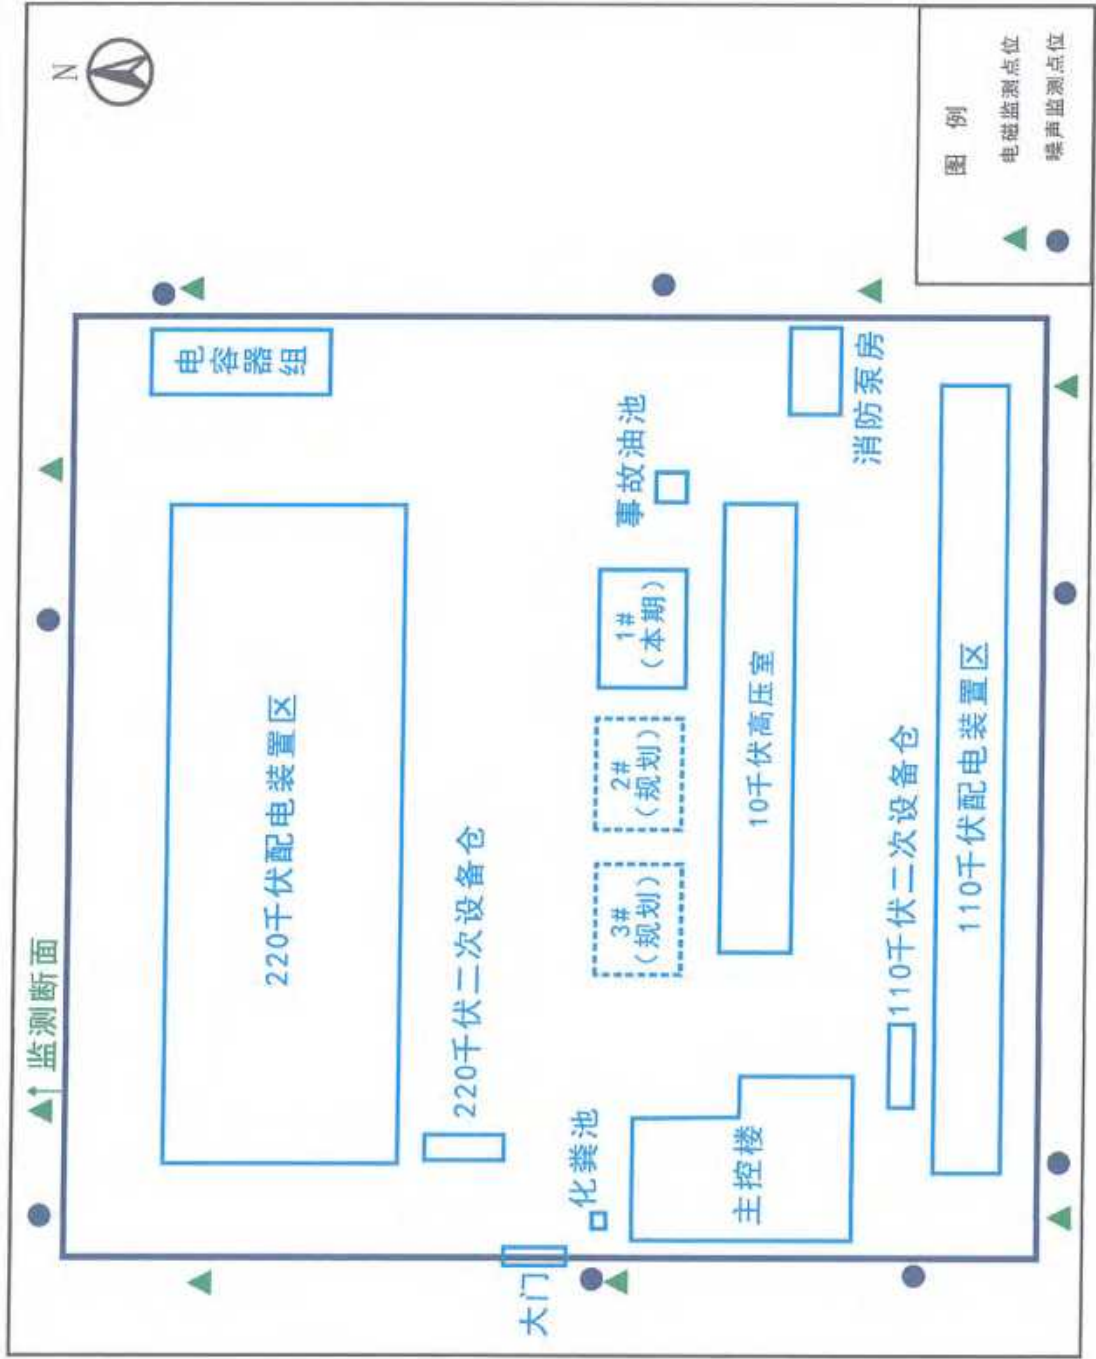 N
监测断面
220千伏配电装置区
电容器组
220千伏二次设备仓
大门
化粪池
3#
（规划）
2#
（规划）
1#
（本期）
事故油池
主控楼
10千伏高压室
消防泵房
110千伏二次设备仓
110千伏配电装置区
图 例
电磁监测点位
噪声监测点位